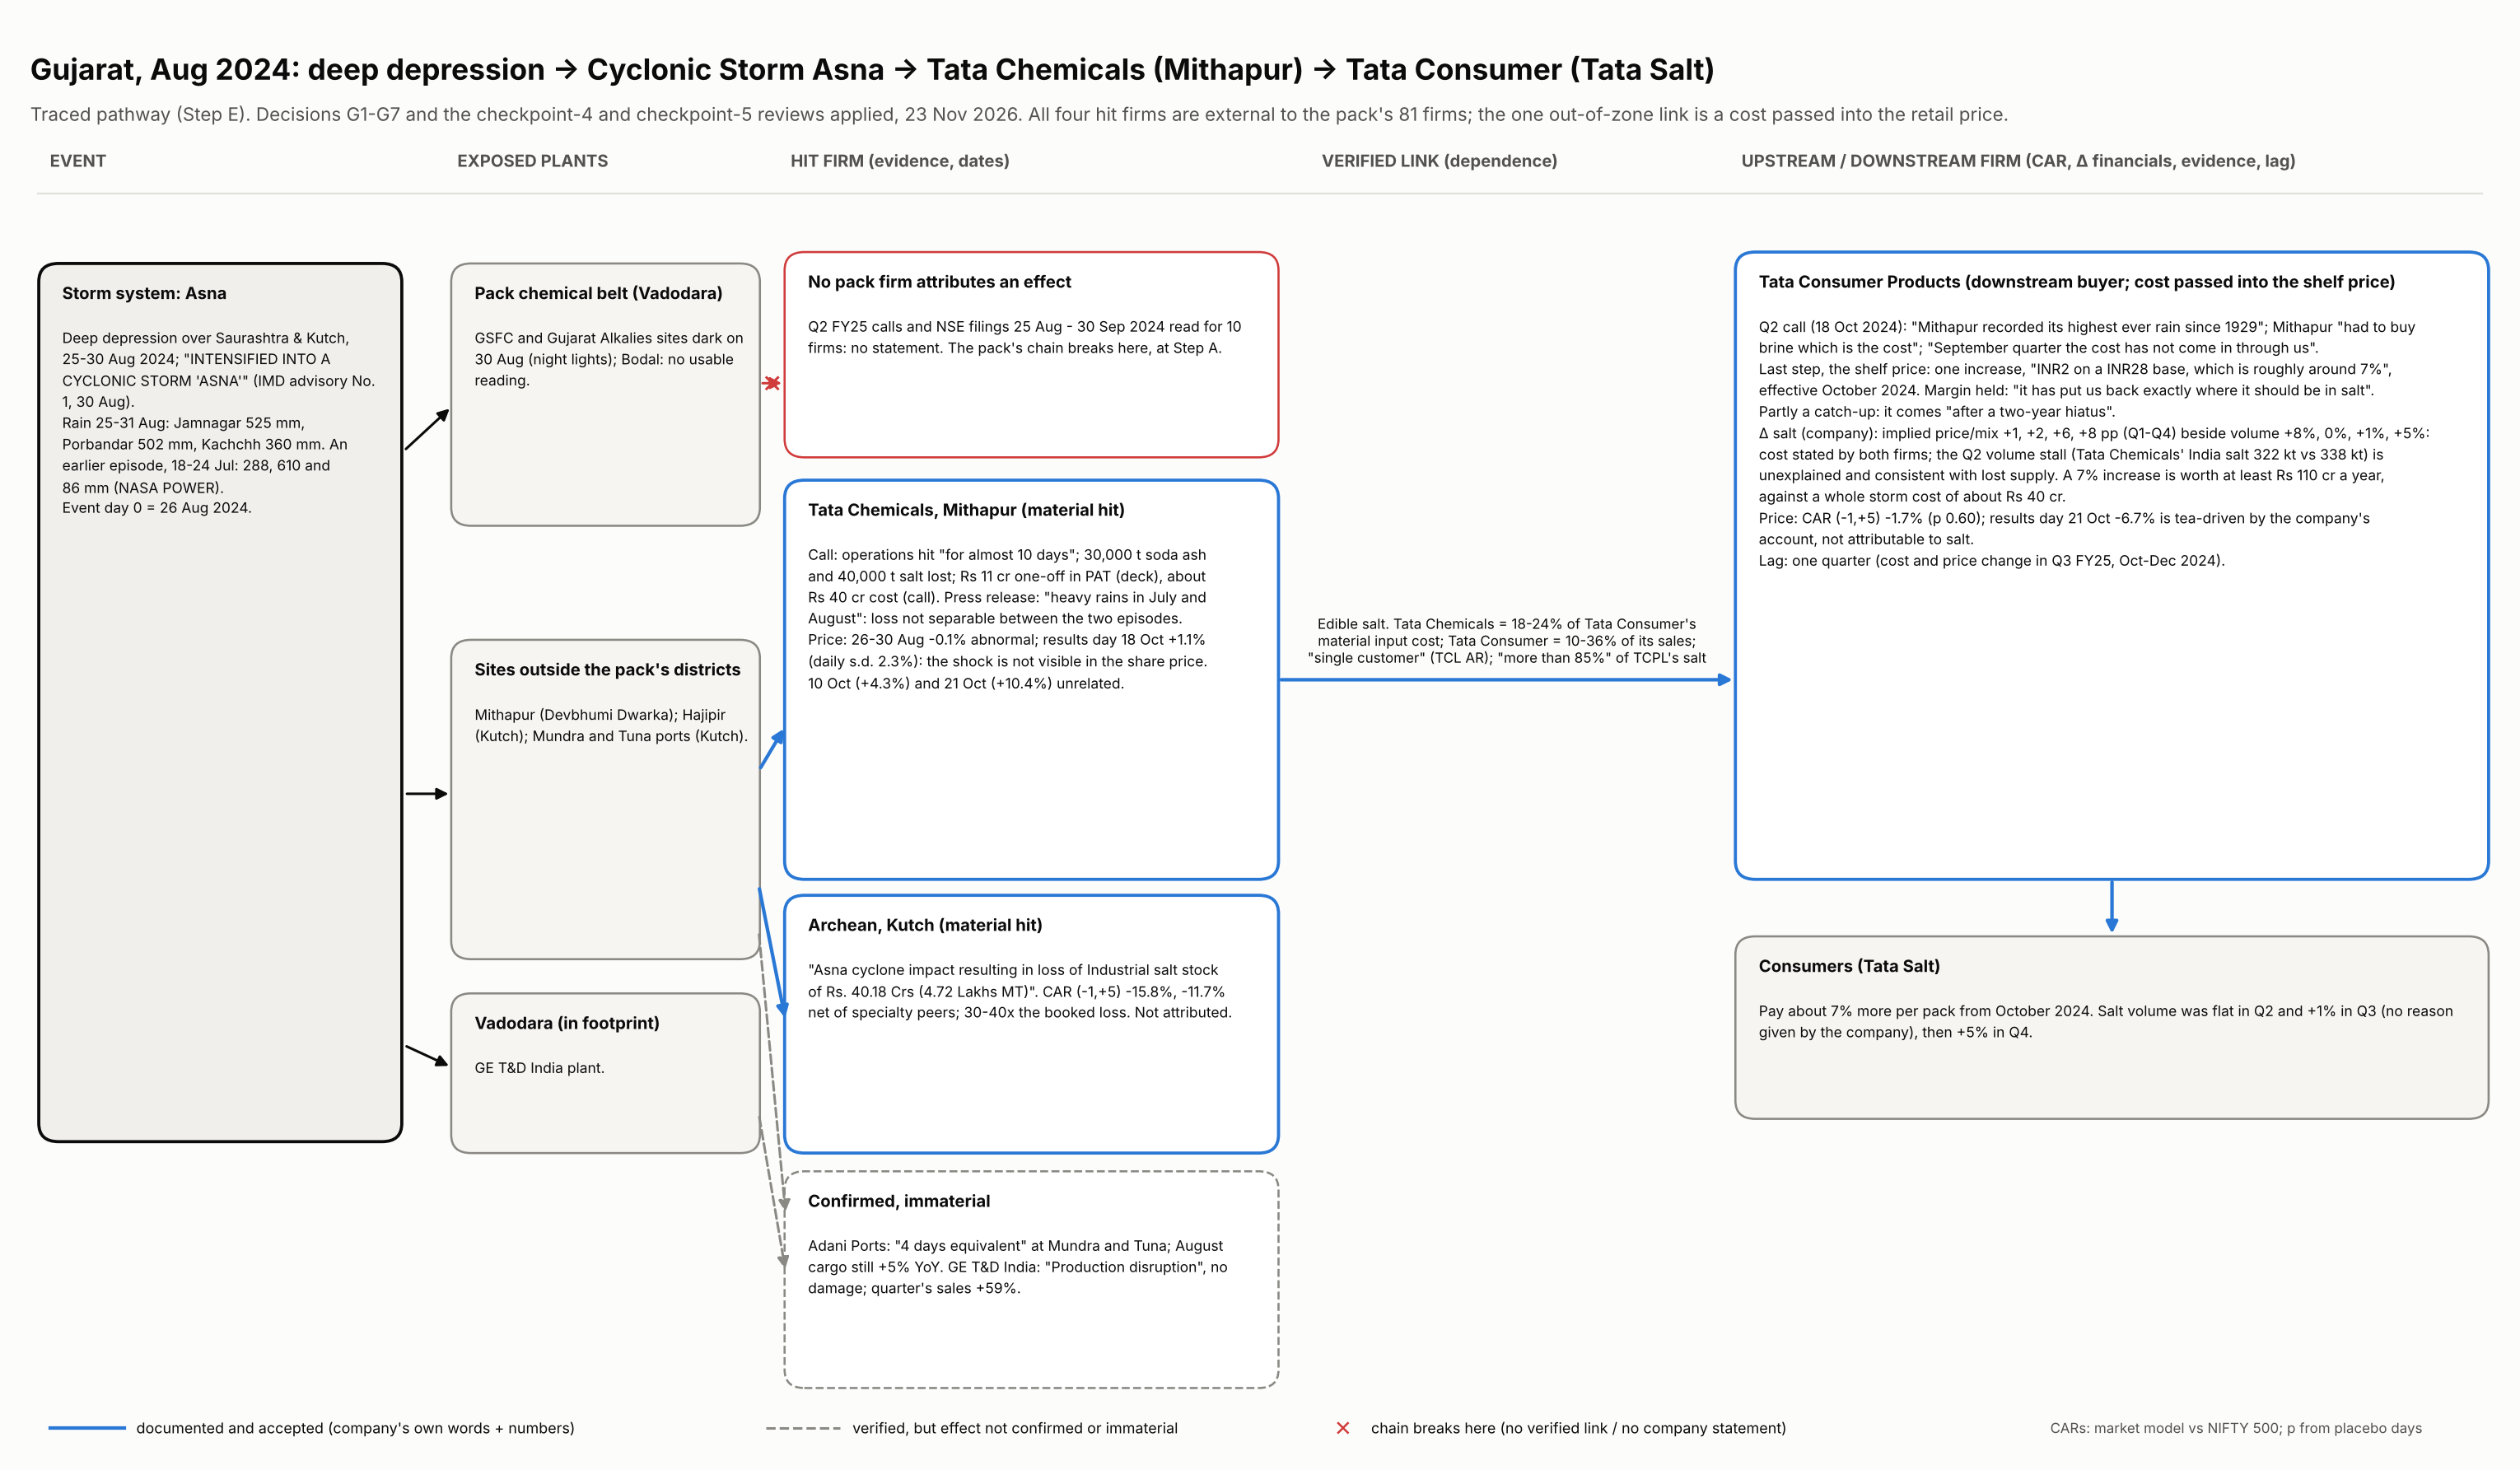 Gujarat, Aug 2024: deep depression → Cyclonic Storm Asna → Tata Chemicals (Mithapur) → Tata Consumer (Tata Salt)
Traced pathway (Step E). Decisions G1-G7 and the checkpoint-4 and checkpoint-5 reviews applied, 23 Nov 2026. All four hit firms are external to the pack's 81 firms; the one out-of-zone link is a cost passed into the retail price.
EVENT
EXPOSED PLANTS
HIT FIRM (evidence, dates)
VERIFIED LINK (dependence)
UPSTREAM / DOWNSTREAM FIRM (CAR, Δ financials, evidence, lag)
Storm system: Asna
Deep depression over Saurashtra & Kutch,
25-30 Aug 2024; "INTENSIFIED INTO A
CYCLONIC STORM 'ASNA'" (IMD advisory No.
1, 30 Aug).
Rain 25-31 Aug: Jamnagar 525 mm,
Porbandar 502 mm, Kachchh 360 mm. An
earlier episode, 18-24 Jul: 288, 610 and
86 mm (NASA POWER).
Event day 0 = 26 Aug 2024.
Pack chemical belt (Vadodara)
GSFC and Gujarat Alkalies sites dark on
30 Aug (night lights); Bodal: no usable
reading.
Sites outside the pack's districts
Mithapur (Devbhumi Dwarka); Hajipir
(Kutch); Mundra and Tuna ports (Kutch).
Vadodara (in footprint)
GE T&D India plant.
No pack firm attributes an effect
Q2 FY25 calls and NSE filings 25 Aug - 30 Sep 2024 read for 10
firms: no statement. The pack's chain breaks here, at Step A.
Tata Chemicals, Mithapur (material hit)
Call: operations hit "for almost 10 days"; 30,000 t soda ash
and 40,000 t salt lost; Rs 11 cr one-off in PAT (deck), about
Rs 40 cr cost (call). Press release: "heavy rains in July and
August": loss not separable between the two episodes.
Price: 26-30 Aug -0.1% abnormal; results day 18 Oct +1.1%
(daily s.d. 2.3%): the shock is not visible in the share price.
10 Oct (+4.3%) and 21 Oct (+10.4%) unrelated.
Archean, Kutch (material hit)
"Asna cyclone impact resulting in loss of Industrial salt stock
of Rs. 40.18 Crs (4.72 Lakhs MT)". CAR (-1,+5) -15.8%, -11.7%
net of specialty peers; 30-40x the booked loss. Not attributed.
Confirmed, immaterial
Adani Ports: "4 days equivalent" at Mundra and Tuna; August
cargo still +5% YoY. GE T&D India: "Production disruption", no
damage; quarter's sales +59%.
Edible salt. Tata Chemicals = 18-24% of Tata Consumer's
material input cost; Tata Consumer = 10-36% of its sales;
"single customer" (TCL AR); "more than 85%" of TCPL's salt
Tata Consumer Products (downstream buyer; cost passed into the shelf price)
Q2 call (18 Oct 2024): "Mithapur recorded its highest ever rain since 1929"; Mithapur "had to buy
brine which is the cost"; "September quarter the cost has not come in through us".
Last step, the shelf price: one increase, "INR2 on a INR28 base, which is roughly around 7%",
effective October 2024. Margin held: "it has put us back exactly where it should be in salt".
Partly a catch-up: it comes "after a two-year hiatus".
Δ salt (company): implied price/mix +1, +2, +6, +8 pp (Q1-Q4) beside volume +8%, 0%, +1%, +5%:
cost stated by both firms; the Q2 volume stall (Tata Chemicals' India salt 322 kt vs 338 kt) is
unexplained and consistent with lost supply. A 7% increase is worth at least Rs 110 cr a year,
against a whole storm cost of about Rs 40 cr.
Price: CAR (-1,+5) -1.7% (p 0.60); results day 21 Oct -6.7% is tea-driven by the company's
account, not attributable to salt.
Lag: one quarter (cost and price change in Q3 FY25, Oct-Dec 2024).
Consumers (Tata Salt)
Pay about 7% more per pack from October 2024. Salt volume was flat in Q2 and +1% in Q3 (no reason
given by the company), then +5% in Q4.
documented and accepted (company's own words + numbers)
verified, but effect not confirmed or immaterial
chain breaks here (no verified link / no company statement)
CARs: market model vs NIFTY 500; p from placebo days